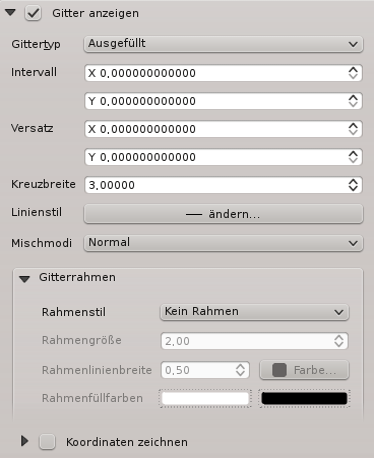 Gitter anzeigen
Gittertyp Ausgefüllt
Intervall X 0,000000000000
Y 0,000000000000
Versatz X 0,000000000000
Y 0,000000000000
Kreuzbreite 3,00000
Linienstil ändern...
Mischmodi Normal
Gitterrahmen
Rahmenstil Kein Rahmen
Rahmengröße 2,00
Rahmenlinienbreite 0,50 Farbe...
Rahmenfüllfarben
Koordinaten zeichnen